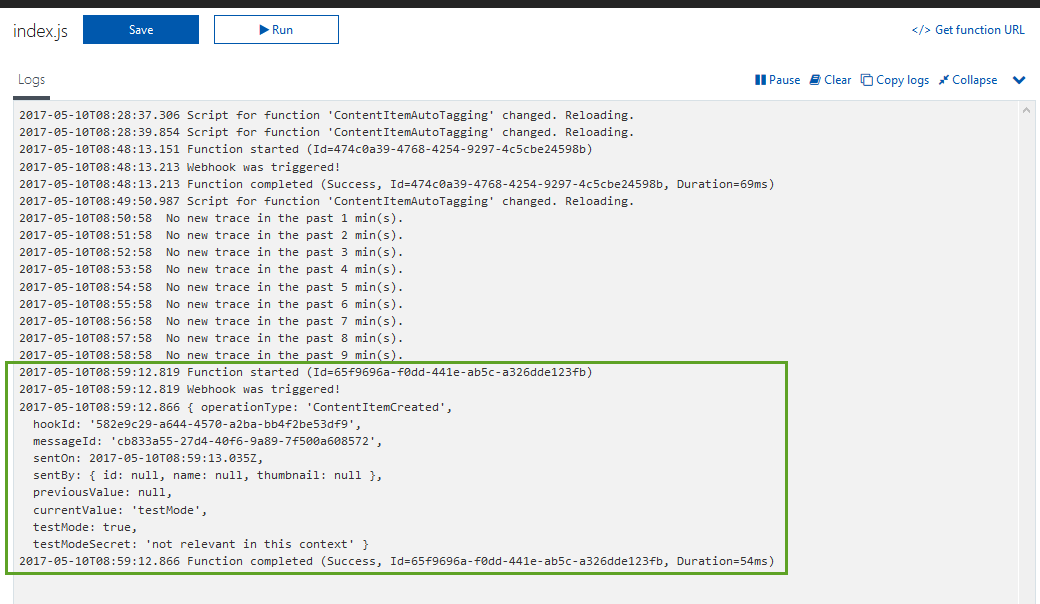 index.js Save Run </> Get function URL
Logs Pause Clear Copy logs Collapse
2017-05-10T08:28:37.306 Script for function 'ContentItemAutoTagging' changed. Reloading.
2017-05-10T08:28:39.854 Script for function 'ContentItemAutoTagging' changed. Reloading.
2017-05-10T08:48:13.151 Function started (Id=474c0a39-4768-4254-9297-4c5cbe24598b)
2017-05-10T08:48:13.213 Webhook was triggered!
2017-05-10T08:48:13.213 Function completed (Success, Id=474c0a39-4768-4254-9297-4c5cbe24598b, Duration=69ms)
2017-05-10T08:49:50.987 Script for function 'ContentItemAutoTagging' changed. Reloading.
2017-05-10T08:50:58  No new trace in the past 1 min(s).
2017-05-10T08:51:58  No new trace in the past 2 min(s).
2017-05-10T08:52:58  No new trace in the past 3 min(s).
2017-05-10T08:53:58  No new trace in the past 4 min(s).
2017-05-10T08:54:58  No new trace in the past 5 min(s).
2017-05-10T08:55:58  No new trace in the past 6 min(s).
2017-05-10T08:56:58  No new trace in the past 7 min(s).
2017-05-10T08:57:58  No new trace in the past 8 min(s).
2017-05-10T08:58:58  No new trace in the past 9 min(s).
2017-05-10T08:59:12.819 Function started (Id=65f9696a-f0dd-441e-ab5c-a326dde123fb)
2017-05-10T08:59:12.819 Webhook was triggered!
2017-05-10T08:59:12.866 { operationType: 'ContentItemCreated',
  hookId: '582e9c29-a644-4570-a2ba-bb4f2be53df9',
  messageId: 'cb833a55-27d4-40f6-9a89-7f500a608572',
  sentOn: 2017-05-10T08:59:13.035Z,
  sentBy: { id: null, name: null, thumbnail: null },
  previousValue: null,
  currentValue: 'testMode',
  testMode: true,
  testModeSecret: 'not relevant in this context' }
2017-05-10T08:59:12.866 Function completed (Success, Id=65f9696a-f0dd-441e-ab5c-a326dde123fb, Duration=54ms)